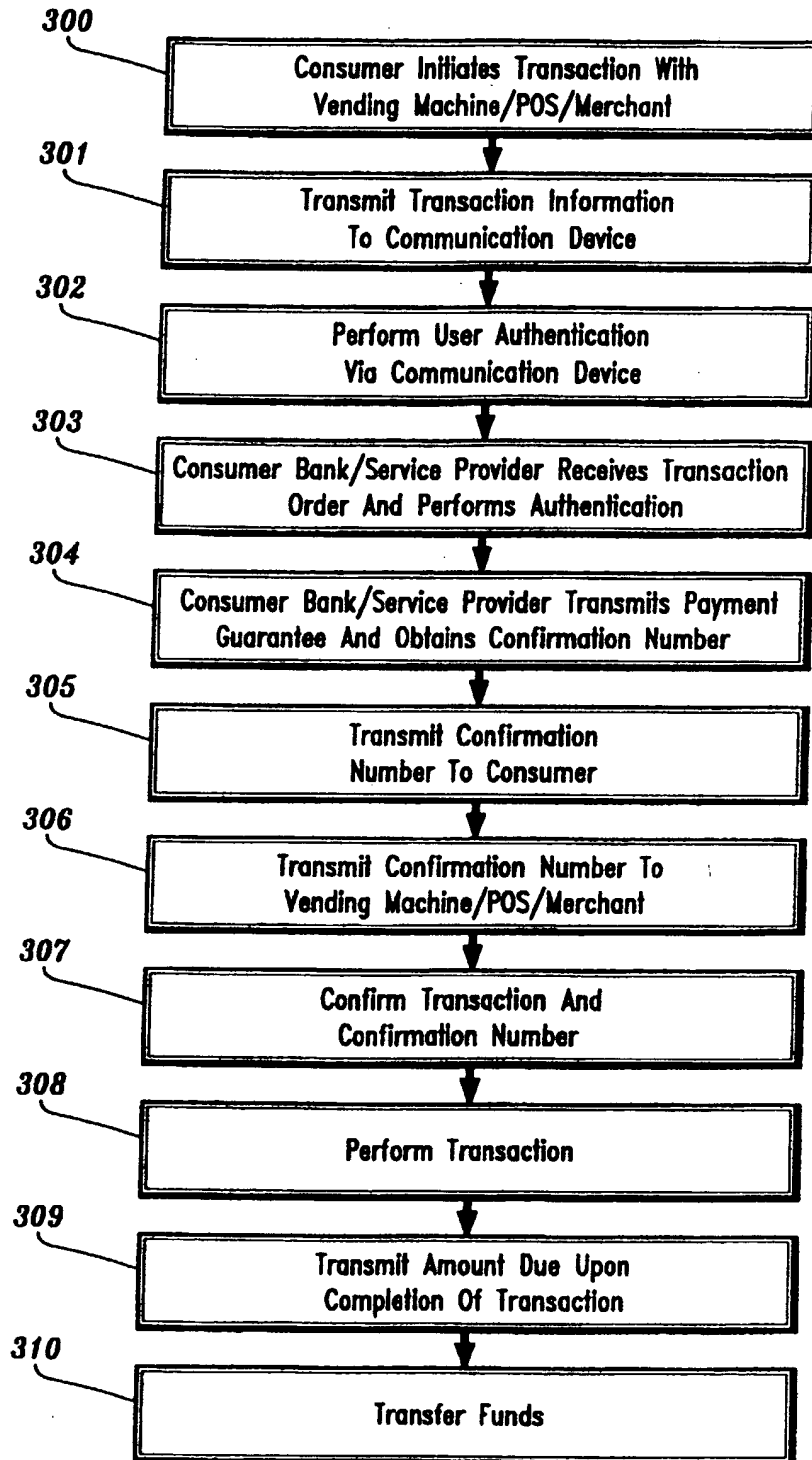 300
Consumer Initiates Transaction With
Vending Machine/POS/Merchant
301
Transmit Transaction Information
To Communication Device
302
Perform User Authentication
Via Communication Device
303
Consumer Bank/Service Provider Receives Transaction
Order And Performs Authentication
304
Consumer Bank/Service Provider Transmits Payment
Guarantee And Obtains Confirmation Number
305
Transmit Confirmation
Number To Consumer
306
Transmit Confirmation Number To
Vending Machine/POS/Merchant
307
Confirm Transaction And
Confirmation Number
308
Perform Transaction
309
Transmit Amount Due Upon
Completion Of Transaction
310
Transfer Funds